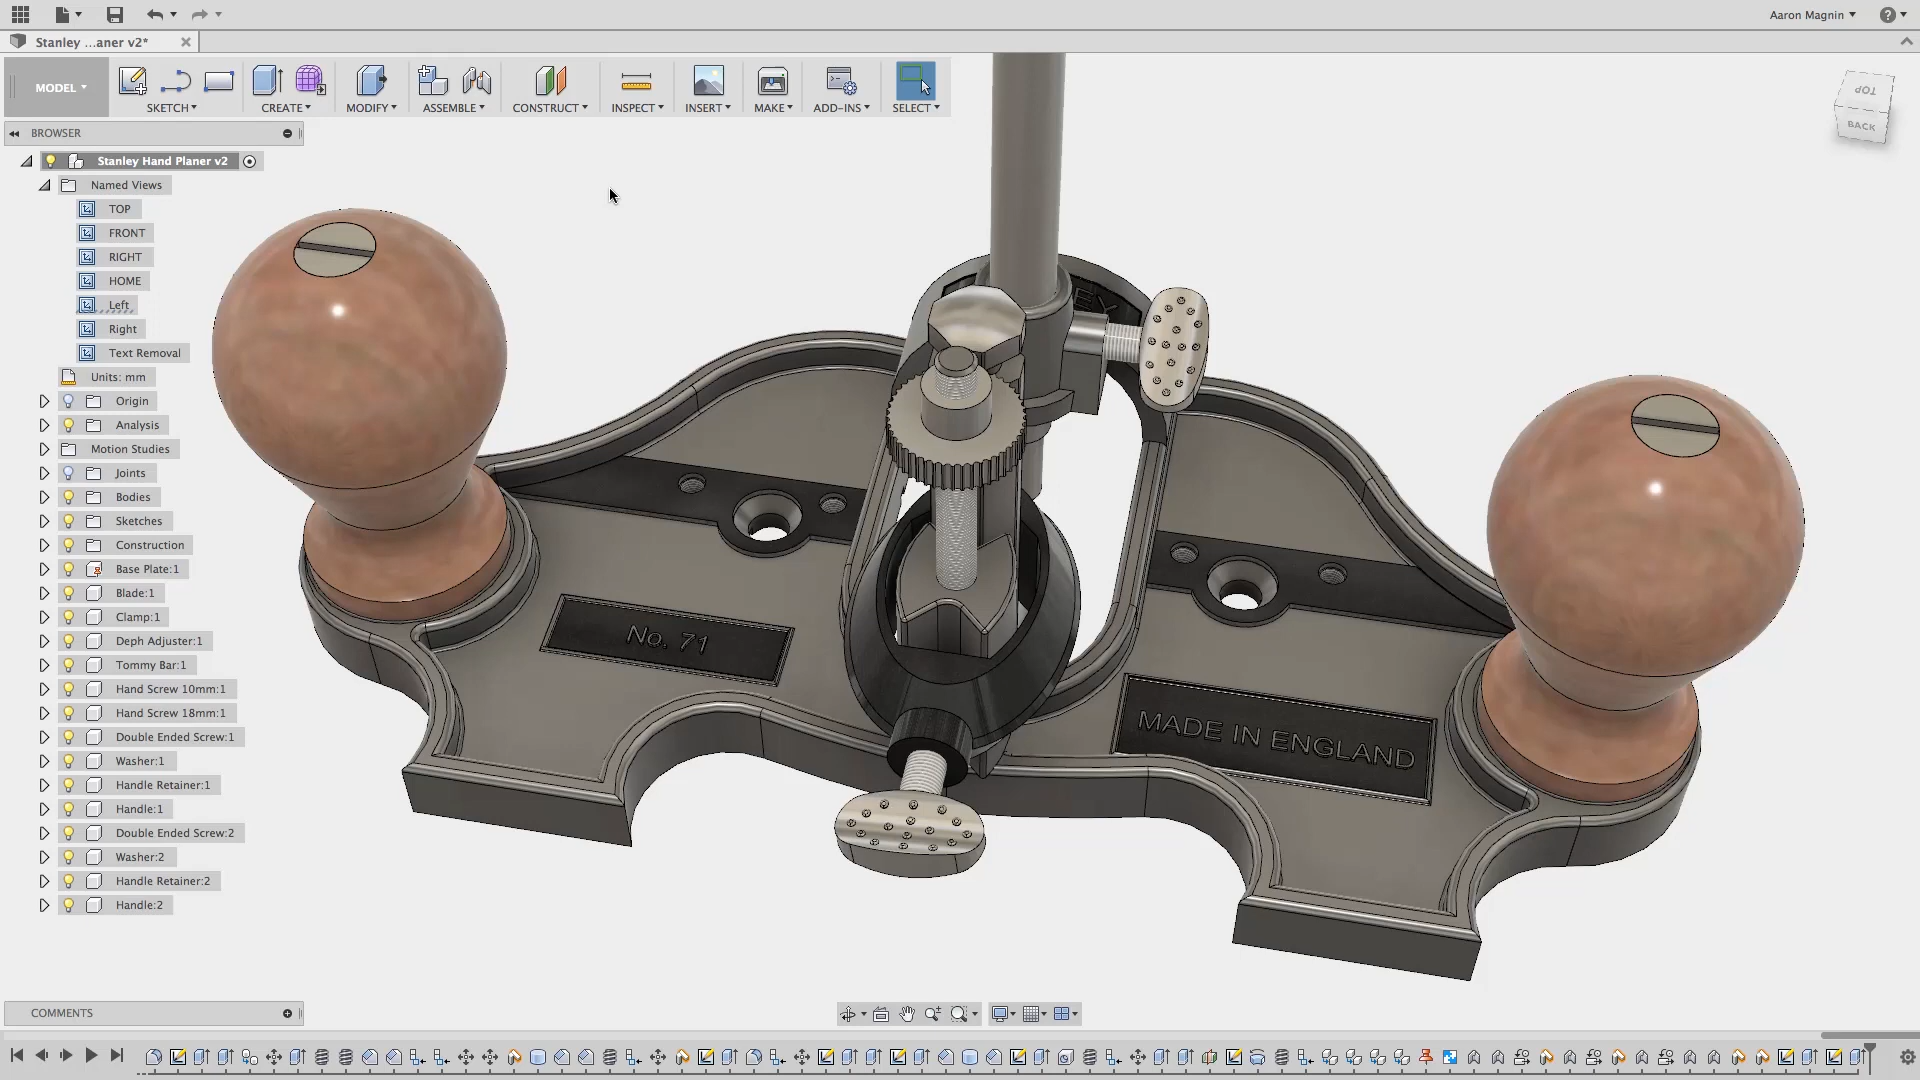 Aaron Magnin
?
Stanley ...aner v2*
MODEL
SKETCH
CREATE
MODIFY
ASSEMBLE
CONSTRUCT
INSPECT
INSERT
MAKE
ADD-INS
SELECT
TOP
BACK
BROWSER
Stanley Hand Planer v2
Named Views
TOP
FRONT
RIGHT
HOME
Left
Right
Text Removal
Units: mm
Origin
Analysis
Motion Studies
Joints
Bodies
Sketches
Construction
Base Plate:1
Blade:1
Clamp:1
Deph Adjuster:1
Tommy Bar:1
Hand Screw 10mm:1
Hand Screw 18mm:1
Double Ended Screw:1
Washer:1
Handle Retainer:1
Handle:1
Double Ended Screw:2
Washer:2
Handle Retainer:2
Handle:2
No. 71
MADE IN ENGLAND
COMMENTS